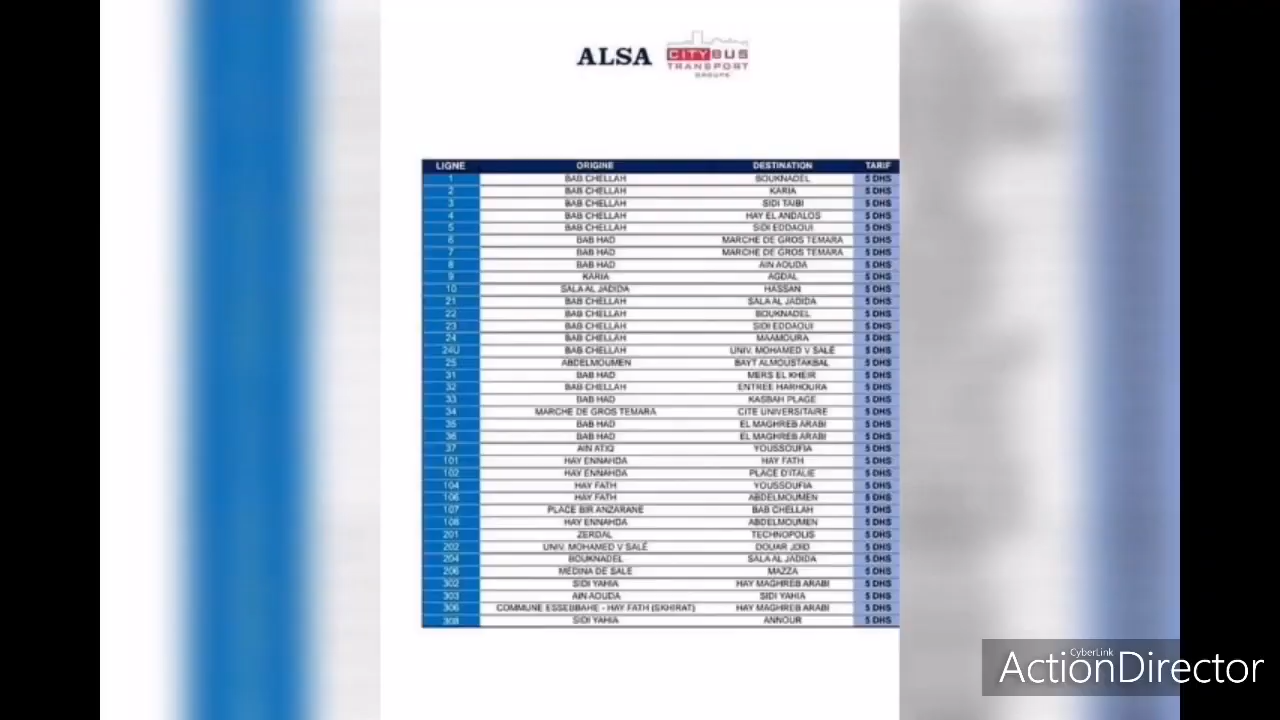 ALSA CITYBUS
TRANSPORT
GROUPE
LIGNE ORIGINE DESTINATION TARIF
1 BAB CHELLAH BOUKNADEL 5 DHS
2 BAB CHELLAH KARIA 5 DHS
3 BAB CHELLAH SIDI TAIBI 5 DHS
4 BAB CHELLAH HAY EL ANDALOS 5 DHS
5 BAB CHELLAH SIDI EDDAOUI 5 DHS
6 BAB HAD MARCHE DE GROS TEMARA 5 DHS
7 BAB HAD MARCHE DE GROS TEMARA 5 DHS
8 BAB HAD AIN AOUDA 5 DHS
9 KARIA AGDAL 5 DHS
10 SALA AL JADIDA HASSAN 5 DHS
21 BAB CHELLAH SALA AL JADIDA 5 DHS
22 BAB CHELLAH BOUKNADEL 5 DHS
23 BAB CHELLAH SIDI EDDAOUI 5 DHS
24 BAB CHELLAH MAAMOURA 5 DHS
24U BAB CHELLAH UNIV. MOHAMED V SALÉ 5 DHS
25 ABDELMOUMEN BAYT ALMOUSTAKBAL 5 DHS
31 BAB HAD MERS EL KHEIR 5 DHS
32 BAB CHELLAH ENTREE HARHOURA 5 DHS
33 BAB HAD KASBAH PLAGE 5 DHS
34 MARCHE DE GROS TEMARA CITE UNIVERSITAIRE 5 DHS
35 BAB HAD EL MAGHREB ARABI 5 DHS
36 BAB HAD EL MAGHREB ARABI 5 DHS
37 AIN ATIQ YOUSSOUFIA 5 DHS
101 HAY ENNAHDA HAY FATH 5 DHS
102 HAY ENNAHDA PLACE D'ITALIE 5 DHS
104 HAY FATH YOUSSOUFIA 5 DHS
106 HAY FATH ABDELMOUMEN 5 DHS
107 PLACE BIR ANZARANE BAB CHELLAH 5 DHS
108 HAY ENNAHDA ABDELMOUMEN 5 DHS
201 ZERDAL TECHNOPOLIS 5 DHS
202 UNIV. MOHAMED V SALÉ DOUAR JDID 5 DHS
204 BOUKNADEL SALA AL JADIDA 5 DHS
206 MEDINA DE SALE MAZZA 5 DHS
302 SIDI YAHIA HAY MAGHREB ARABI 5 DHS
303 AIN AOUDA SIDI YAHIA 5 DHS
306 COMMUNE ESSEBBAHE - HAY FATH (SKHIRAT) HAY MAGHREB ARABI 5 DHS
308 SIDI YAHIA ANNOUR 5 DHS
CyberLink
ActionDirector